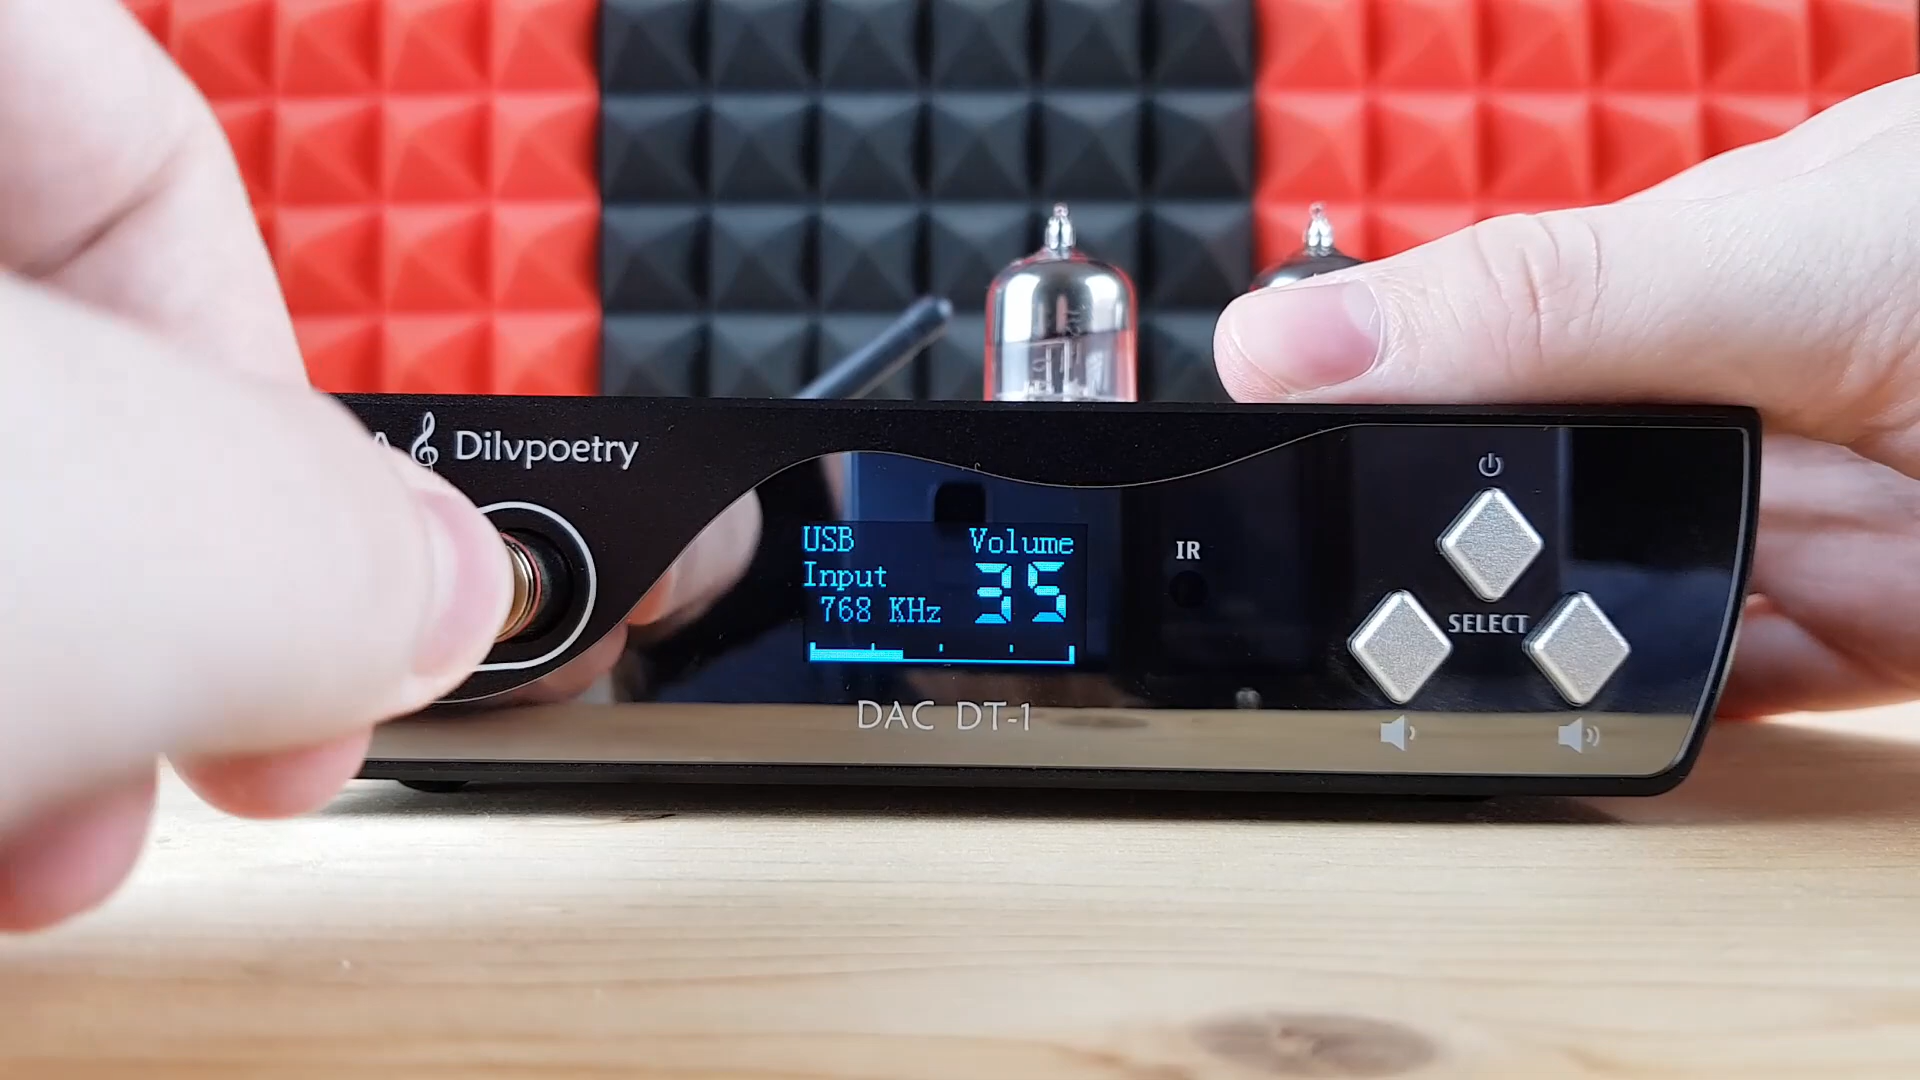 Dilvpoetry
USB
Volume
Input
35
768 KHz
IR
SELECT
DAC DT-1